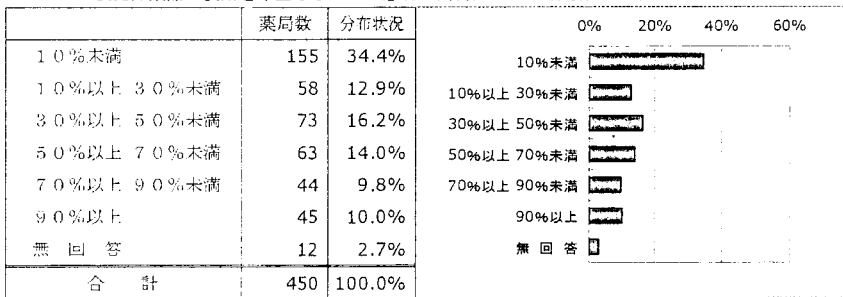 薬局数 分布状況
10%未満 155 34.4%
10%以上 30%未満 58 12.9%
30%以上 50%未満 73 16.2%
50%以上 70%未満 63 14.0%
70%以上 90%未満 44 9.8%
90%以上 45 10.0%
無 回 答 12 2.7%
合 計 450 100.0%
0% 20% 40% 60%
10%未満
10%以上 30%未満
30%以上 50%未満
50%以上 70%未満
70%以上 90%未満
90%以上
無 回 答